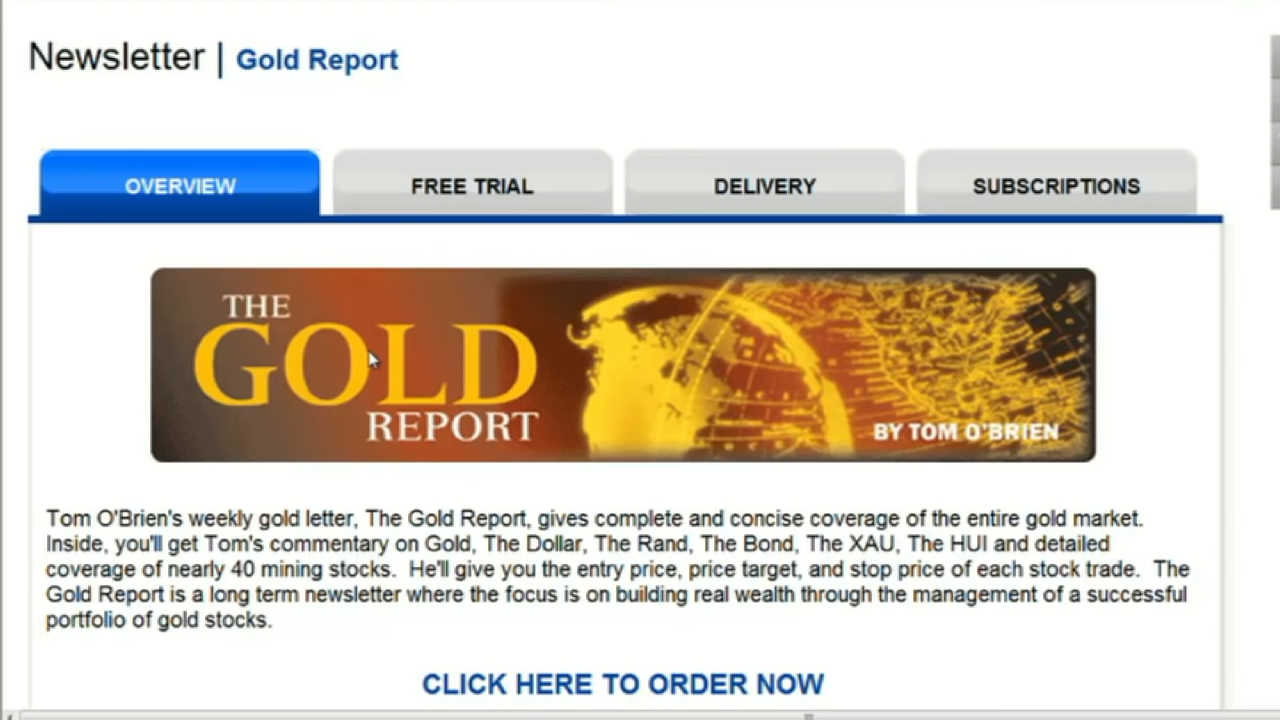 Newsletter | Gold Report
OVERVIEW
FREE TRIAL
DELIVERY
SUBSCRIPTIONS
THE
GOLD
REPORT
BY TOM O'BRIEN
Tom O'Brien's weekly gold letter, The Gold Report, gives complete and concise coverage of the entire gold market.
Inside, you'll get Tom's commentary on Gold, The Dollar, The Rand, The Bond, The XAU, The HUI and detailed
coverage of nearly 40 mining stocks. He'll give you the entry price, price target, and stop price of each stock trade. The
Gold Report is a long term newsletter where the focus is on building real wealth through the management of a successful
portfolio of gold stocks.
CLICK HERE TO ORDER NOW